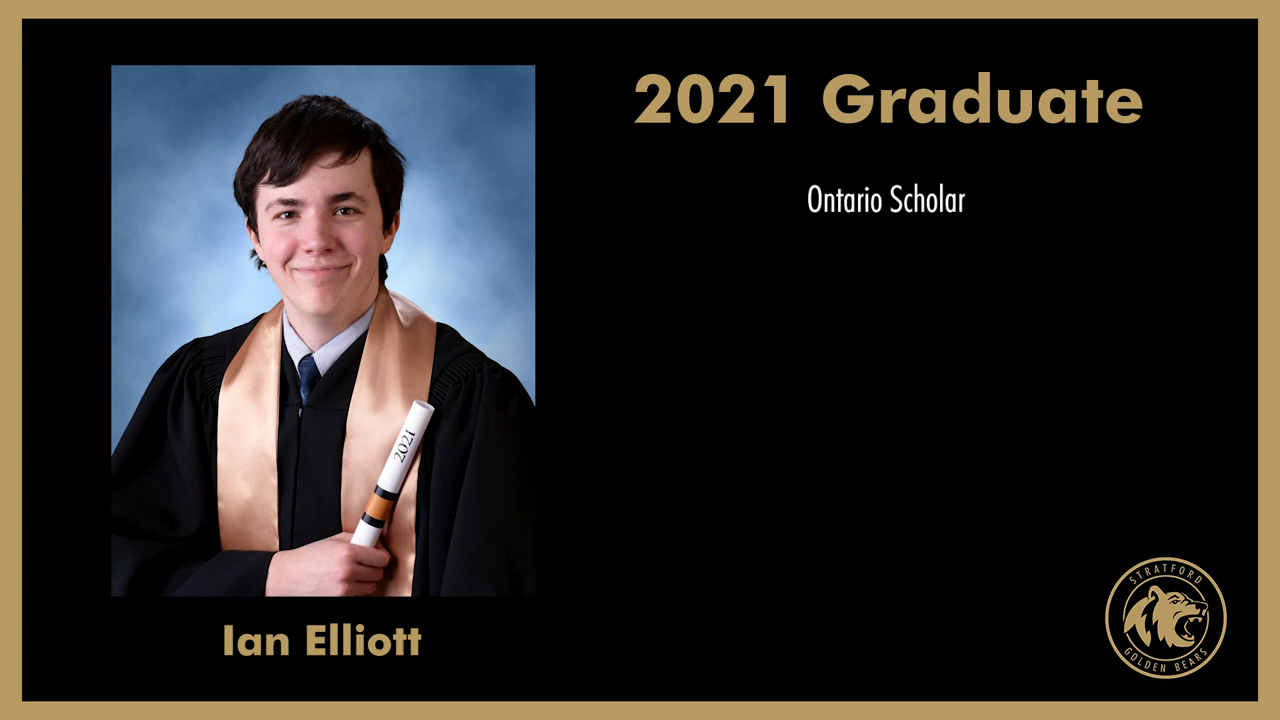 2021 Graduate
Ontario Scholar
2021
Ian Elliott
STRATFORD
GOLDEN BEARS